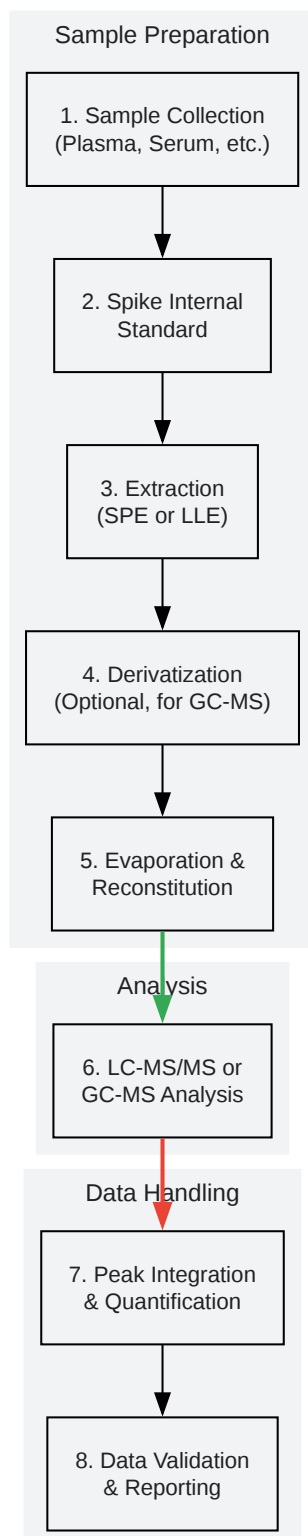 Sample Preparation
1. Sample Collection
(Plasma, Serum, etc.)
2. Spike Internal
Standard
3. Extraction
(SPE or LLE)
4. Derivatization
(Optional, for GC-MS)
5. Evaporation &
Reconstitution
Analysis
6. LC-MS/MS or
GC-MS Analysis
Data Handling
7. Peak Integration
& Quantification
8. Data Validation
& Reporting